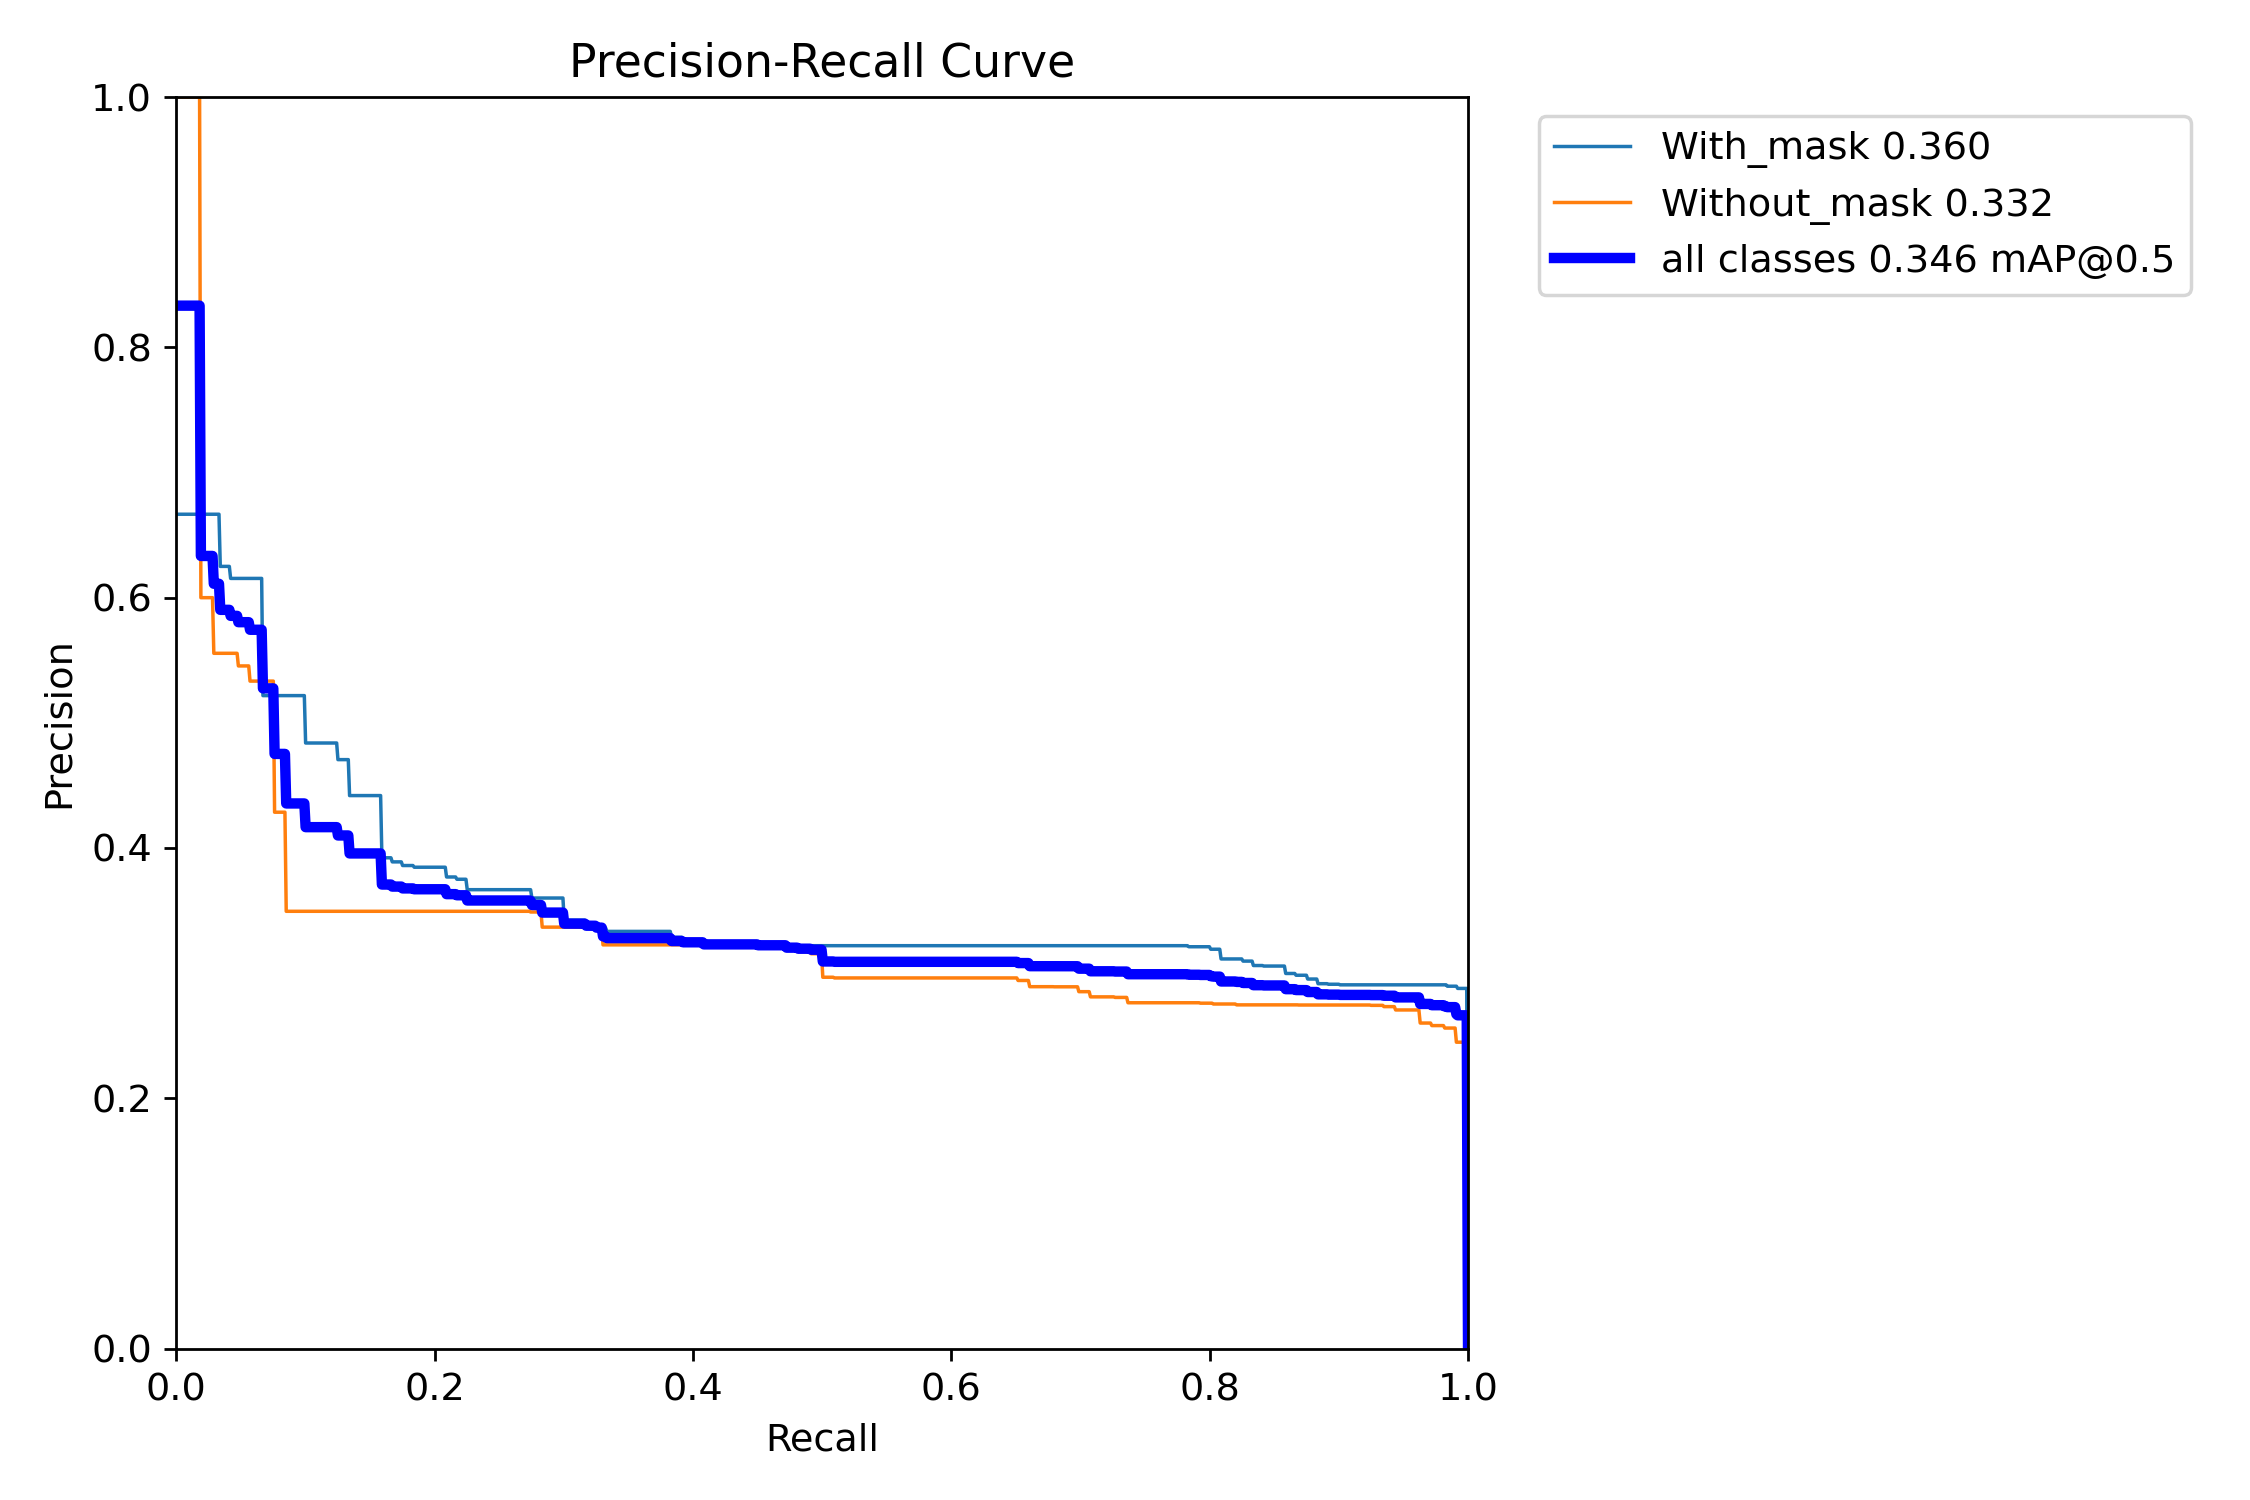 Precision-Recall Curve
With_mask 0.360
Without_mask 0.332
all classes 0.346 mAP@0.5
Precision
1.0
0.8
0.6
0.4
0.2
0.0
0.0 0.2 0.4 0.6 0.8 1.0
Recall